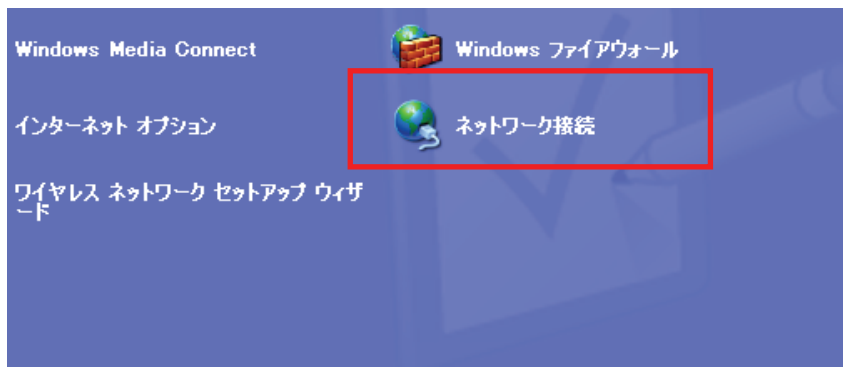 Windows Media Connect
Windows ファイアウォール
インターネット オプション
ネットワーク接続
ワイヤレス ネットワーク セットアップ ウィザ
ード